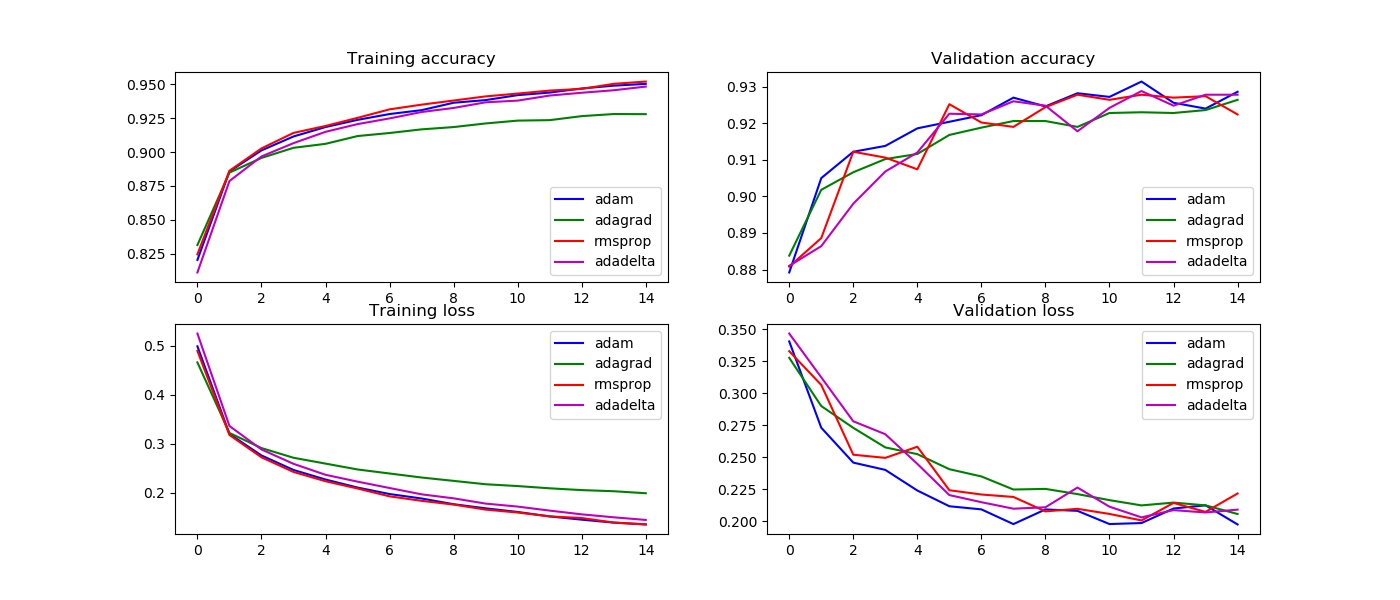 Training accuracy
0.950
0.925
0.900
0.875
0.850
0.825
adam
adagrad
rmsprop
adadelta
0 2 4 6 8 10 12 14
Validation accuracy
0.93
0.92
0.91
0.90
0.89
0.88
adam
adagrad
rmsprop
adadelta
0 2 4 6 8 10 12 14
Training loss
0.5
0.4
0.3
0.2
adam
adagrad
rmsprop
adadelta
0 2 4 6 8 10 12 14
Validation loss
0.350
0.325
0.300
0.275
0.250
0.225
0.200
adam
adagrad
rmsprop
adadelta
0 2 4 6 8 10 12 14